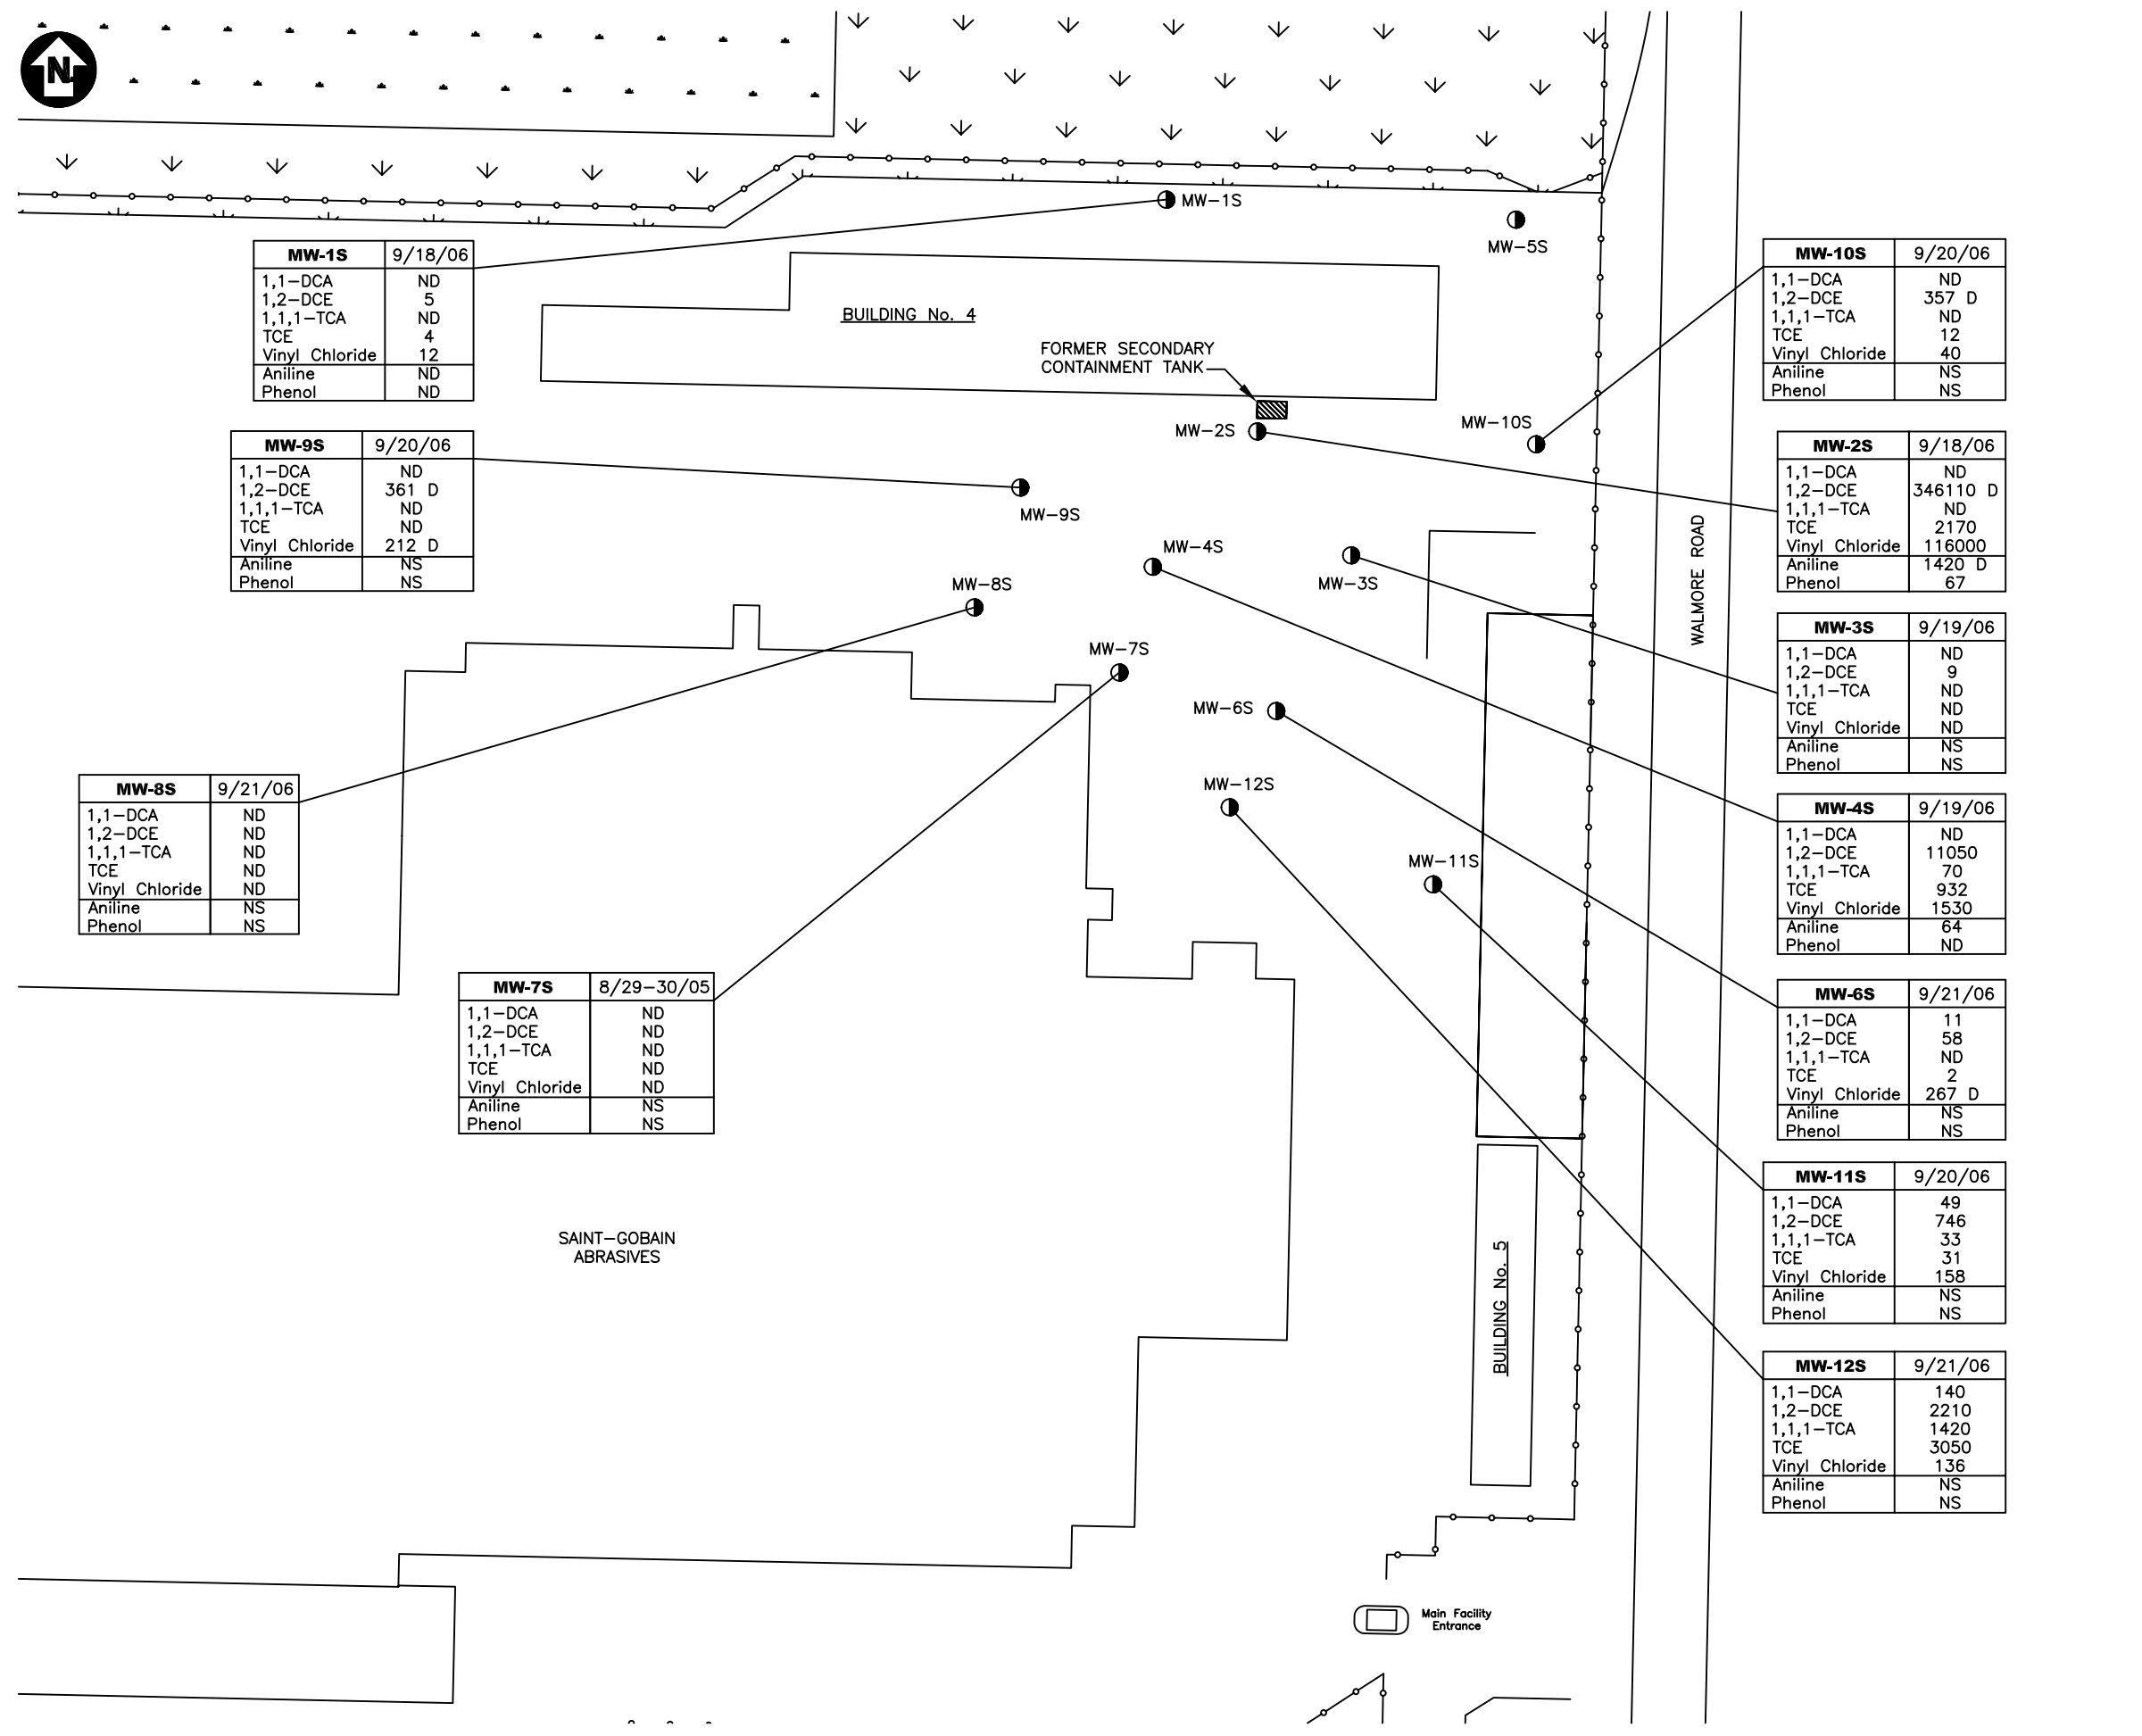 N
MW-1S
MW-5S
MW-1S 9/18/06
1,1-DCA ND
1,2-DCE 5
1,1,1-TCA ND
TCE 4
Vinyl Chloride 12
Aniline ND
Phenol ND
MW-10S 9/20/06
1,1-DCA ND
1,2-DCE 357 D
1,1,1-TCA ND
TCE 12
Vinyl Chloride 40
Aniline NS
Phenol NS
BUILDING No. 4
FORMER SECONDARY
CONTAINMENT TANK
MW-2S
MW-10S
MW-9S 9/20/06
1,1-DCA ND
1,2-DCE 361 D
1,1,1-TCA ND
TCE ND
Vinyl Chloride 212 D
Aniline NS
Phenol NS
MW-2S 9/18/06
1,1-DCA ND
1,2-DCE 346110 D
1,1,1-TCA ND
TCE 2170
Vinyl Chloride 116000
Aniline 1420 D
Phenol 67
MW-9S
MW-4S
MW-3S
MW-8S
MW-7S
MW-6S
MW-12S
MW-11S
WALMORE ROAD
MW-3S 9/19/06
1,1-DCA ND
1,2-DCE 9
1,1,1-TCA ND
TCE ND
Vinyl Chloride ND
Aniline NS
Phenol NS
MW-8S 9/21/06
1,1-DCA ND
1,2-DCE ND
1,1,1-TCA ND
TCE ND
Vinyl Chloride ND
Aniline NS
Phenol NS
MW-4S 9/19/06
1,1-DCA ND
1,2-DCE 11050
1,1,1-TCA 70
TCE 932
Vinyl Chloride 1530
Aniline 64
Phenol ND
MW-7S 8/29-30/05
1,1-DCA ND
1,2-DCE ND
1,1,1-TCA ND
TCE ND
Vinyl Chloride ND
Aniline NS
Phenol NS
MW-6S 9/21/06
1,1-DCA 11
1,2-DCE 58
1,1,1-TCA ND
TCE 2
Vinyl Chloride 267 D
Aniline NS
Phenol NS
MW-11S 9/20/06
1,1-DCA 49
1,2-DCE 746
1,1,1-TCA 33
TCE 31
Vinyl Chloride 158
Aniline NS
Phenol NS
SAINT-GOBAIN
ABRASIVES
BUILDING No. 5
MW-12S 9/21/06
1,1-DCA 140
1,2-DCE 2210
1,1,1-TCA 1420
TCE 3050
Vinyl Chloride 136
Aniline NS
Phenol NS
Main Facility
Entrance